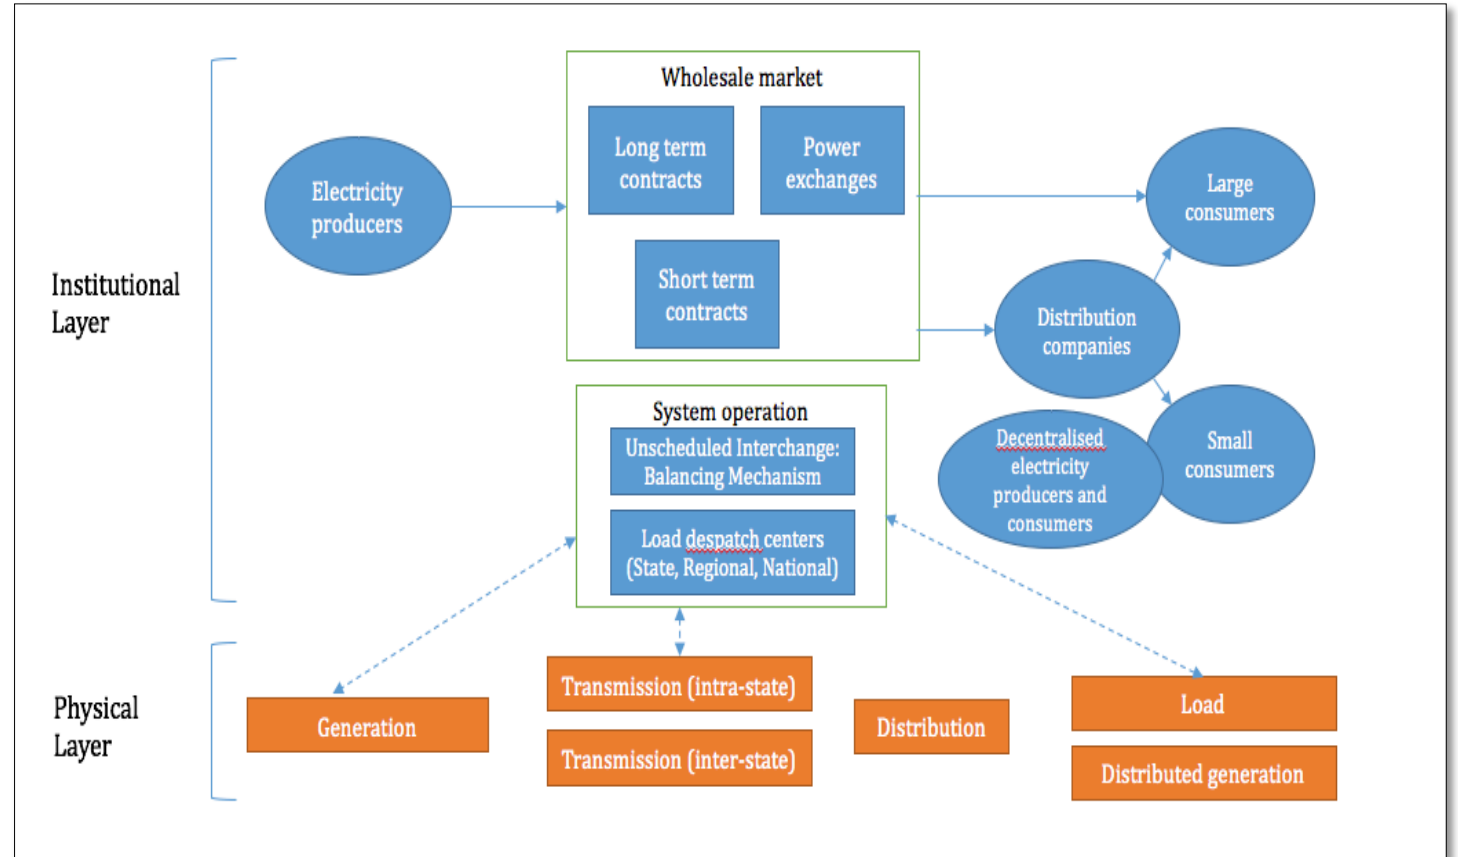 Wholesale market
Long term
contracts
Power
exchanges
Short term
contracts
Electricity
producers
Large
consumers
Distribution
companies
Small
consumers
Decentralised
electricity
producers and
consumers
Institutional
Layer
System operation
Unscheduled Interchange:
Balancing Mechanism
Load despatch centers
(State, Regional, National)
Physical
Layer
Generation
Transmission (intra-state)
Transmission (inter-state)
Distribution
Load
Distributed generation